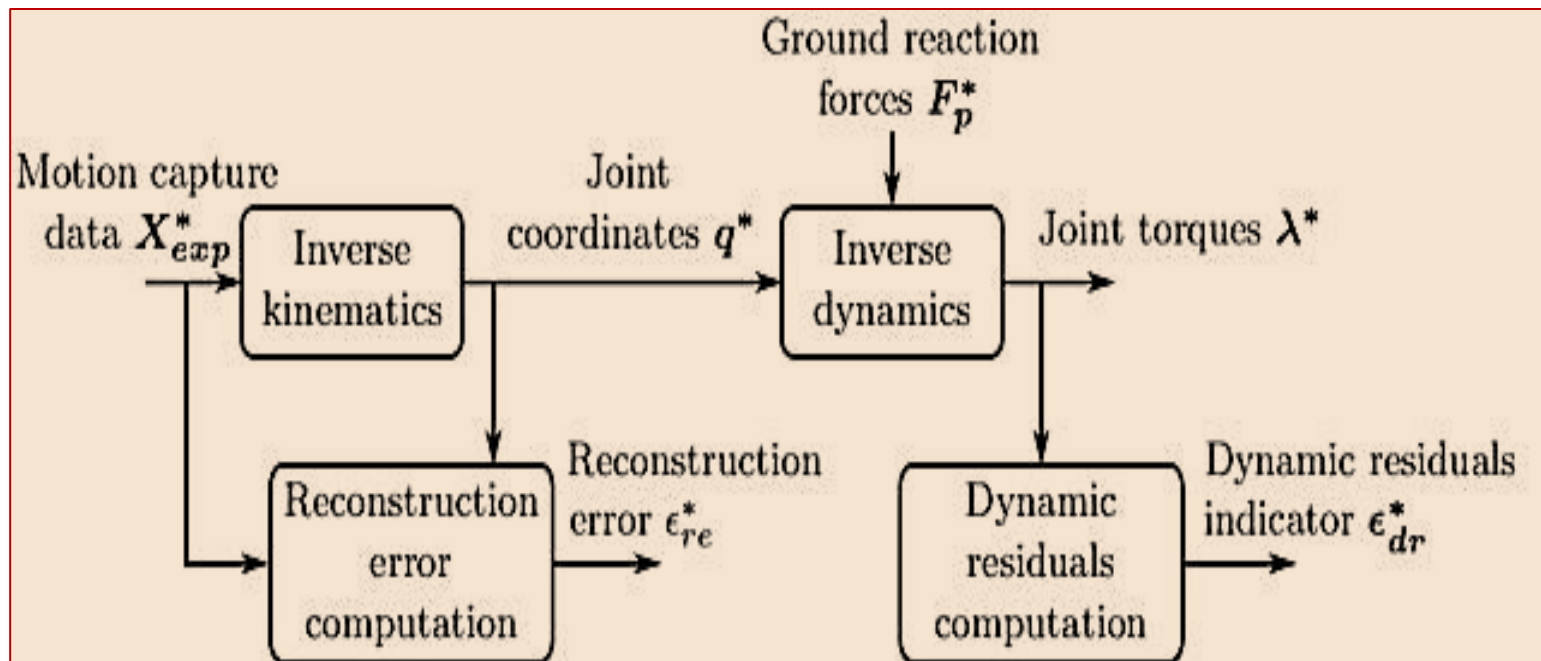 Ground reaction
forces F*p
Motion capture
data X*exp
Joint
coordinates q*
Joint torques λ*
Inverse
kinematics
Inverse
dynamics
Reconstruction
error
computation
Reconstruction
error ϵ*re
Dynamic
residuals
computation
Dynamic residuals
indicator ϵ*dr